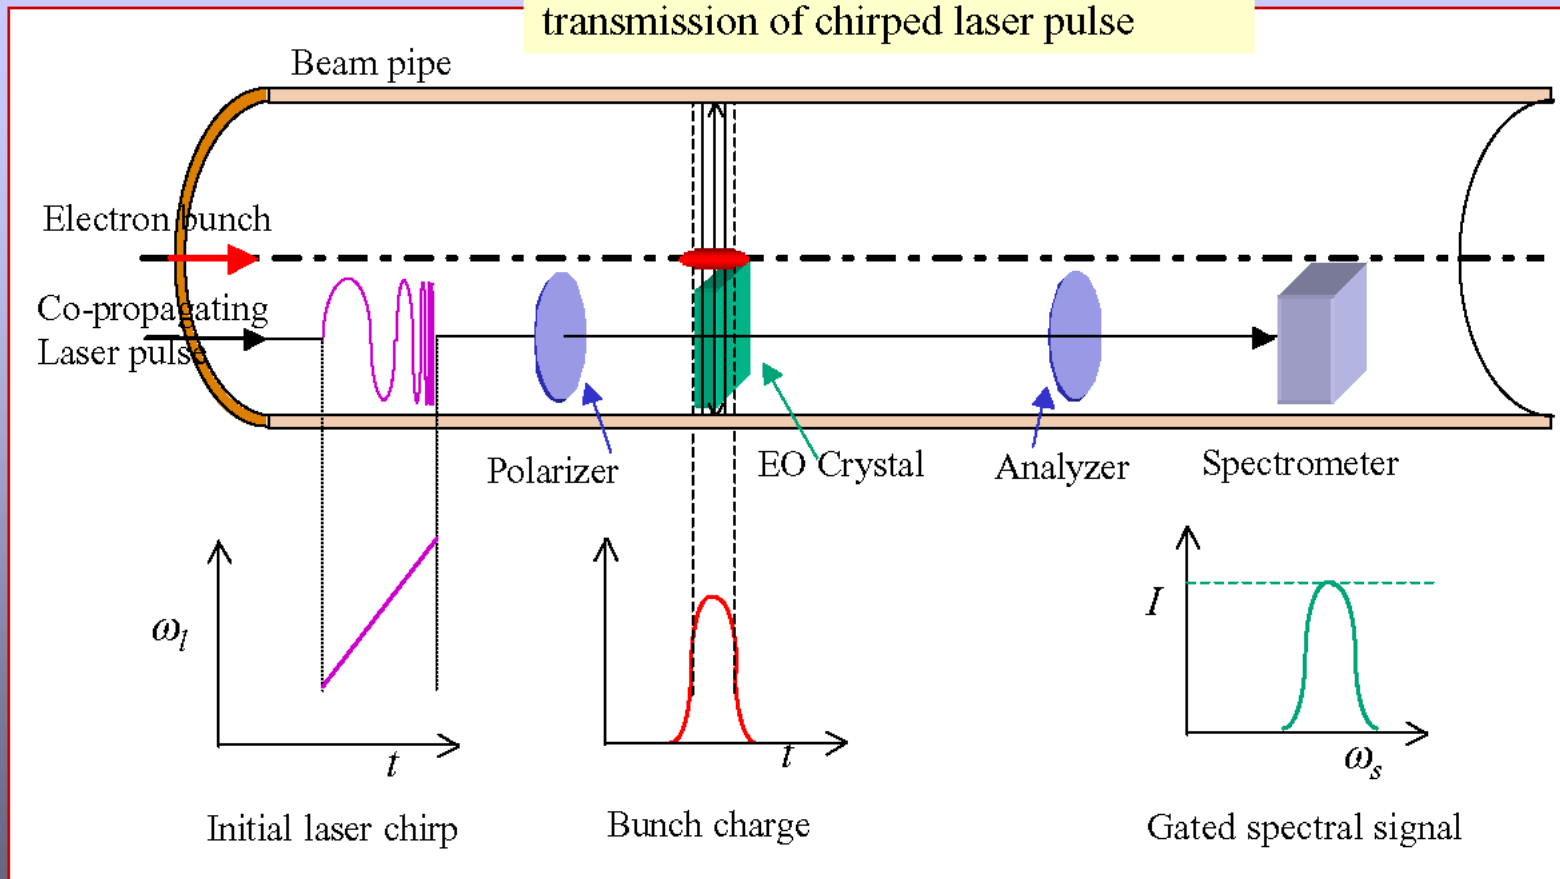 transmission of chirped laser pulse
Beam pipe
Electron bunch
Co-propagating
Laser pulse
Polarizer
EO Crystal
Analyzer
Spectrometer
ωl
t
Initial laser chirp
t
Bunch charge
I
ωs
Gated spectral signal